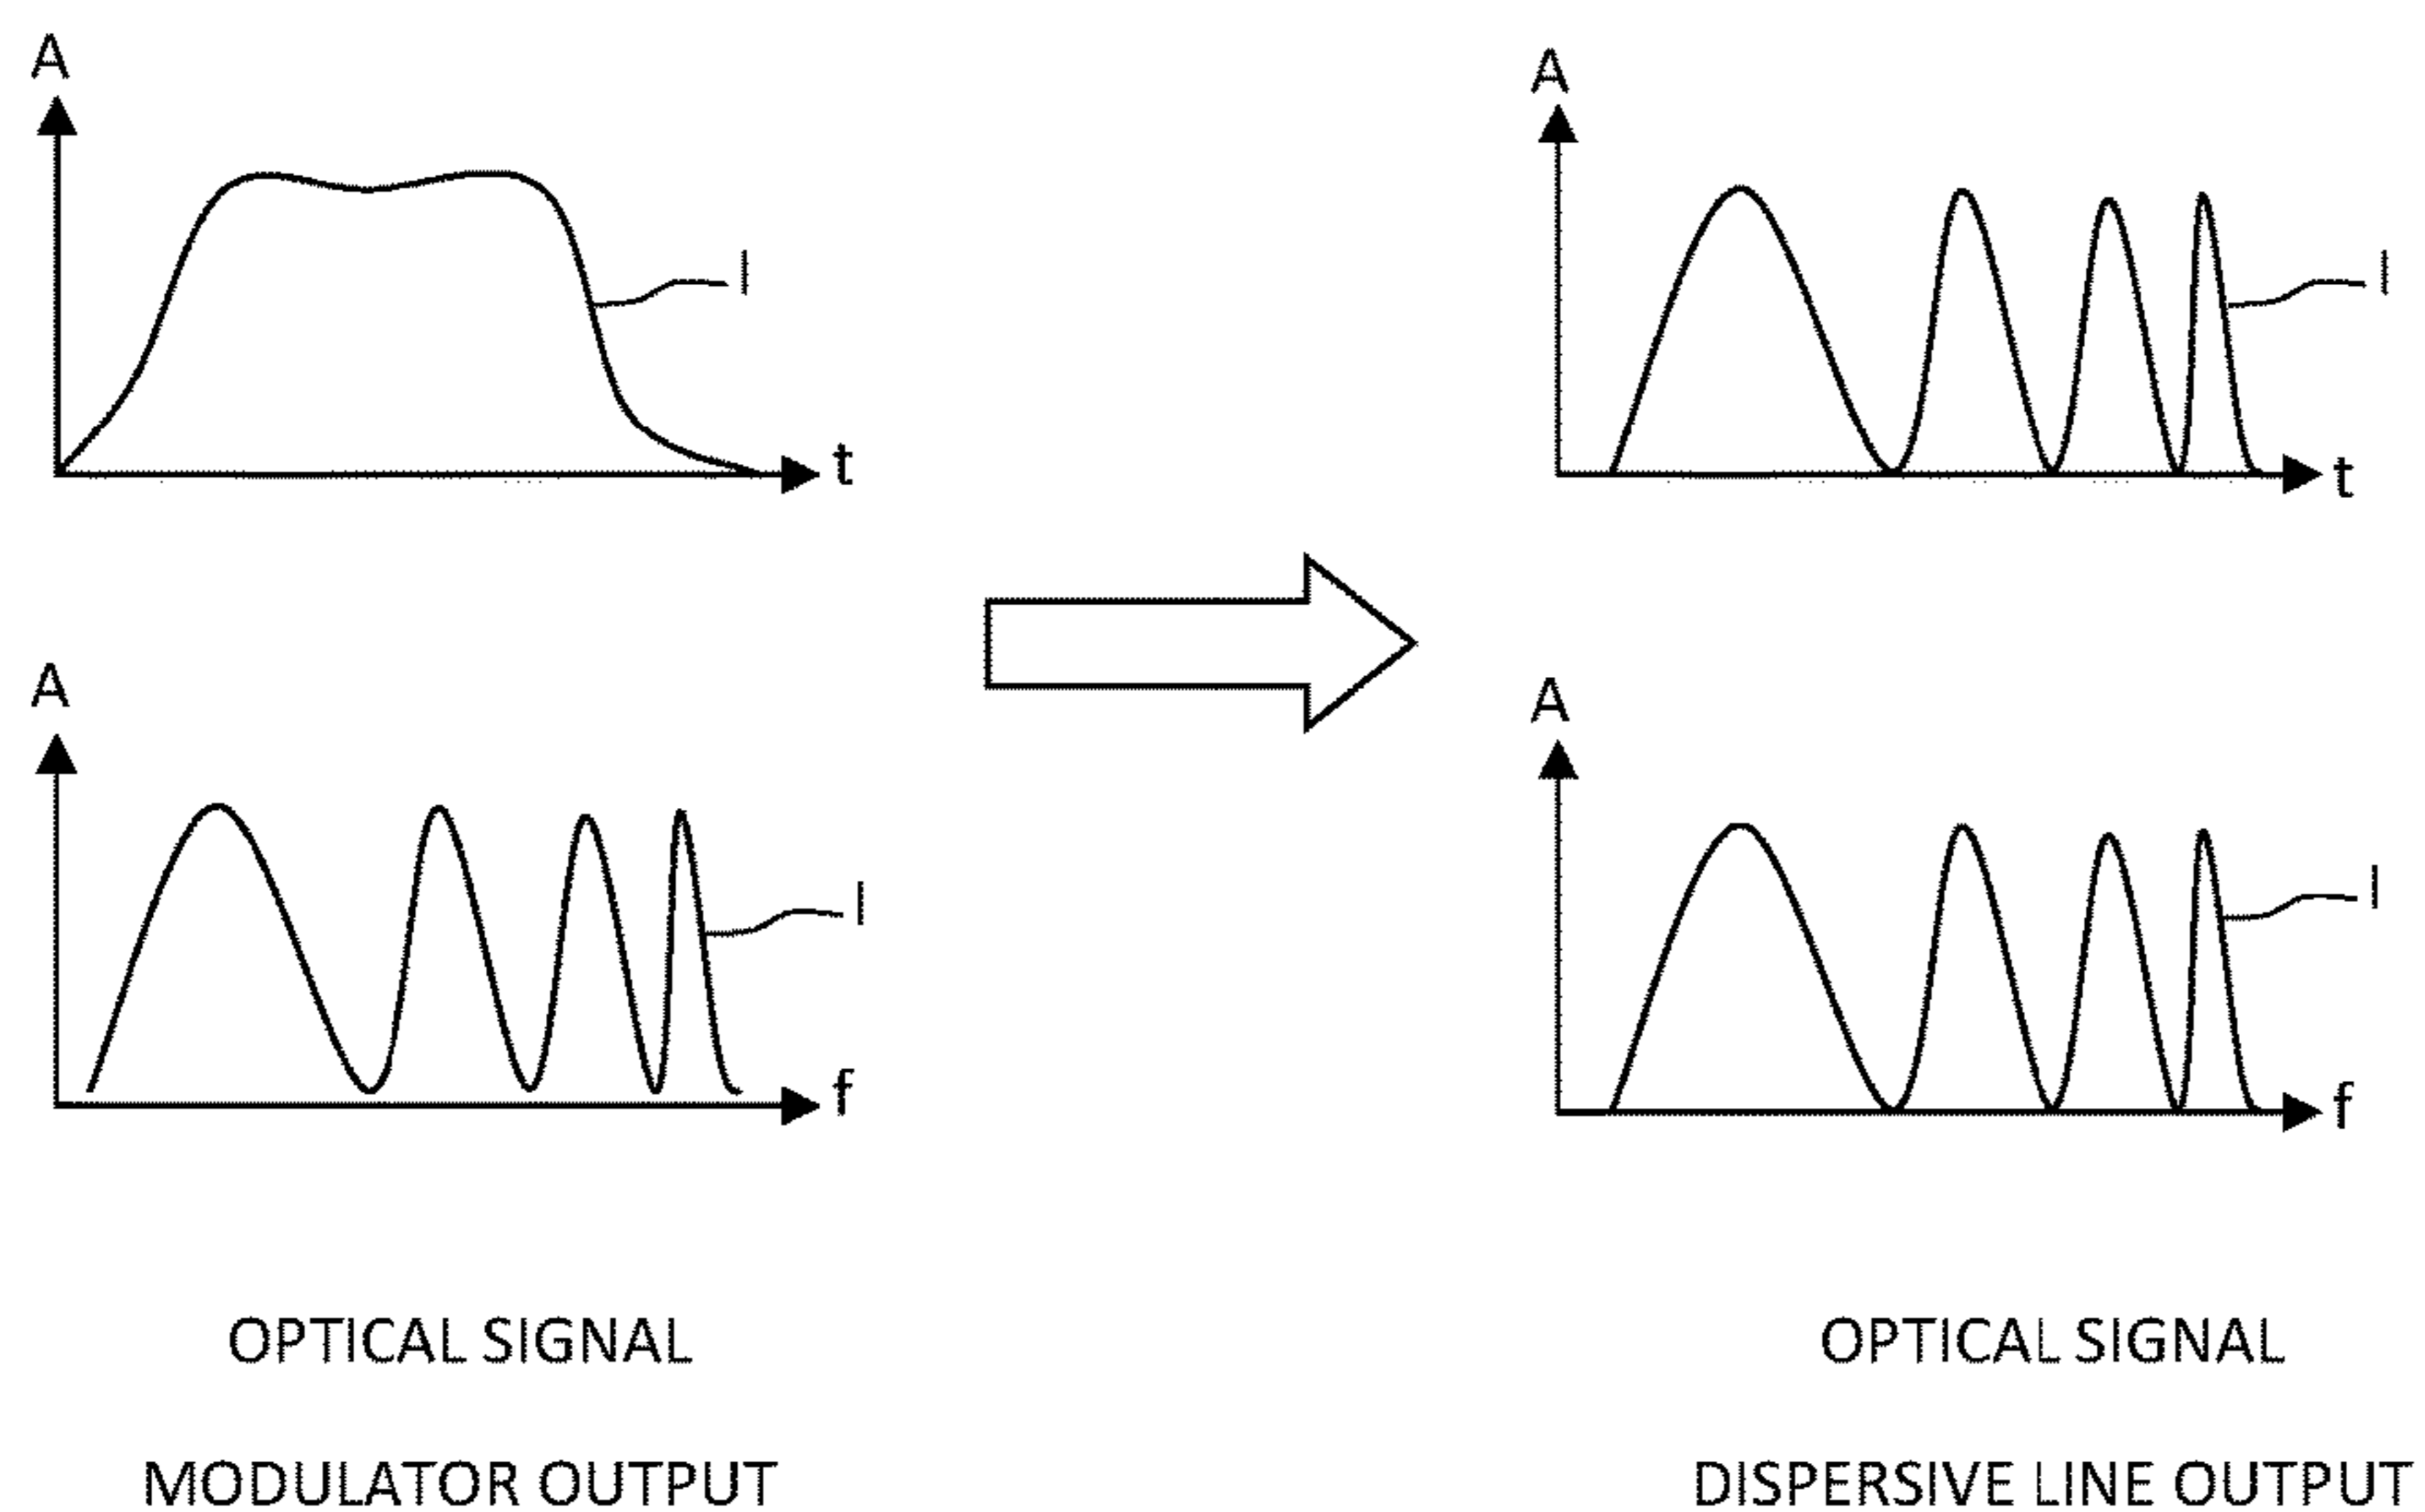 A
I
t
A
I
t
A
I
f
A
I
f
OPTICAL SIGNAL
MODULATOR OUTPUT
OPTICAL SIGNAL
DISPERSIVE LINE OUTPUT